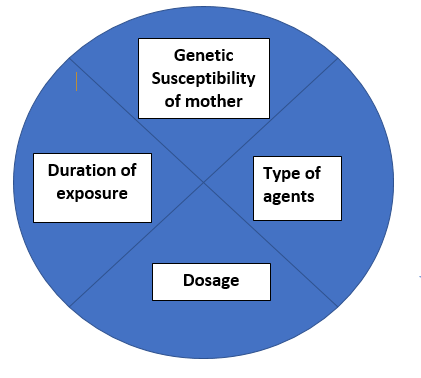 Genetic
Susceptibility
of mother
Duration of
exposure
Type of
agents
Dosage